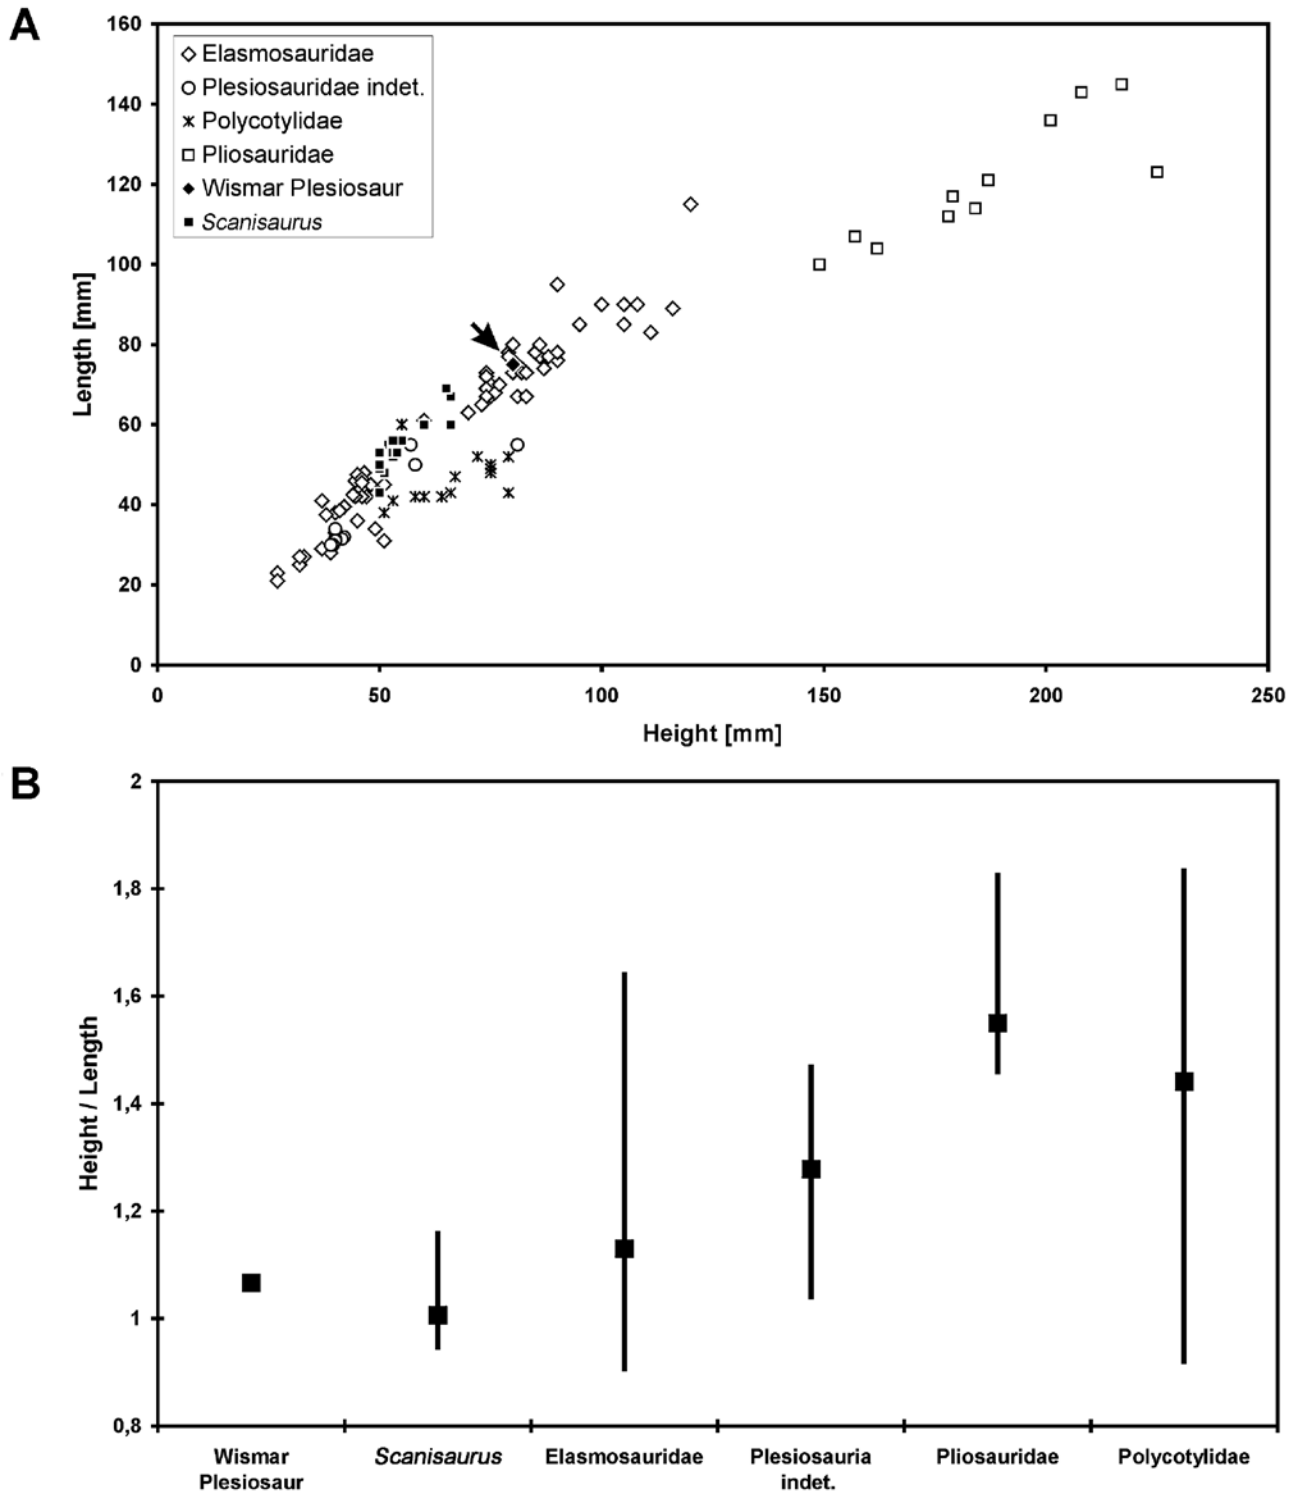 A
160
140
120
100
80
60
40
20
0
Length [mm]
Elasmosauridae
Plesiosauridae indet.
Polycotylidae
Pliosauridae
Wismar Plesiosaur
Scanisaurus
0 50 100 150 200 250
Height [mm]
B
2
1,8
1,6
1,4
1,2
1
0,8
Height / Length
Wismar Scanisaurus Elasmosauridae Plesiosauria Pliosauridae Polycotylidae
Plesiosaur indet.